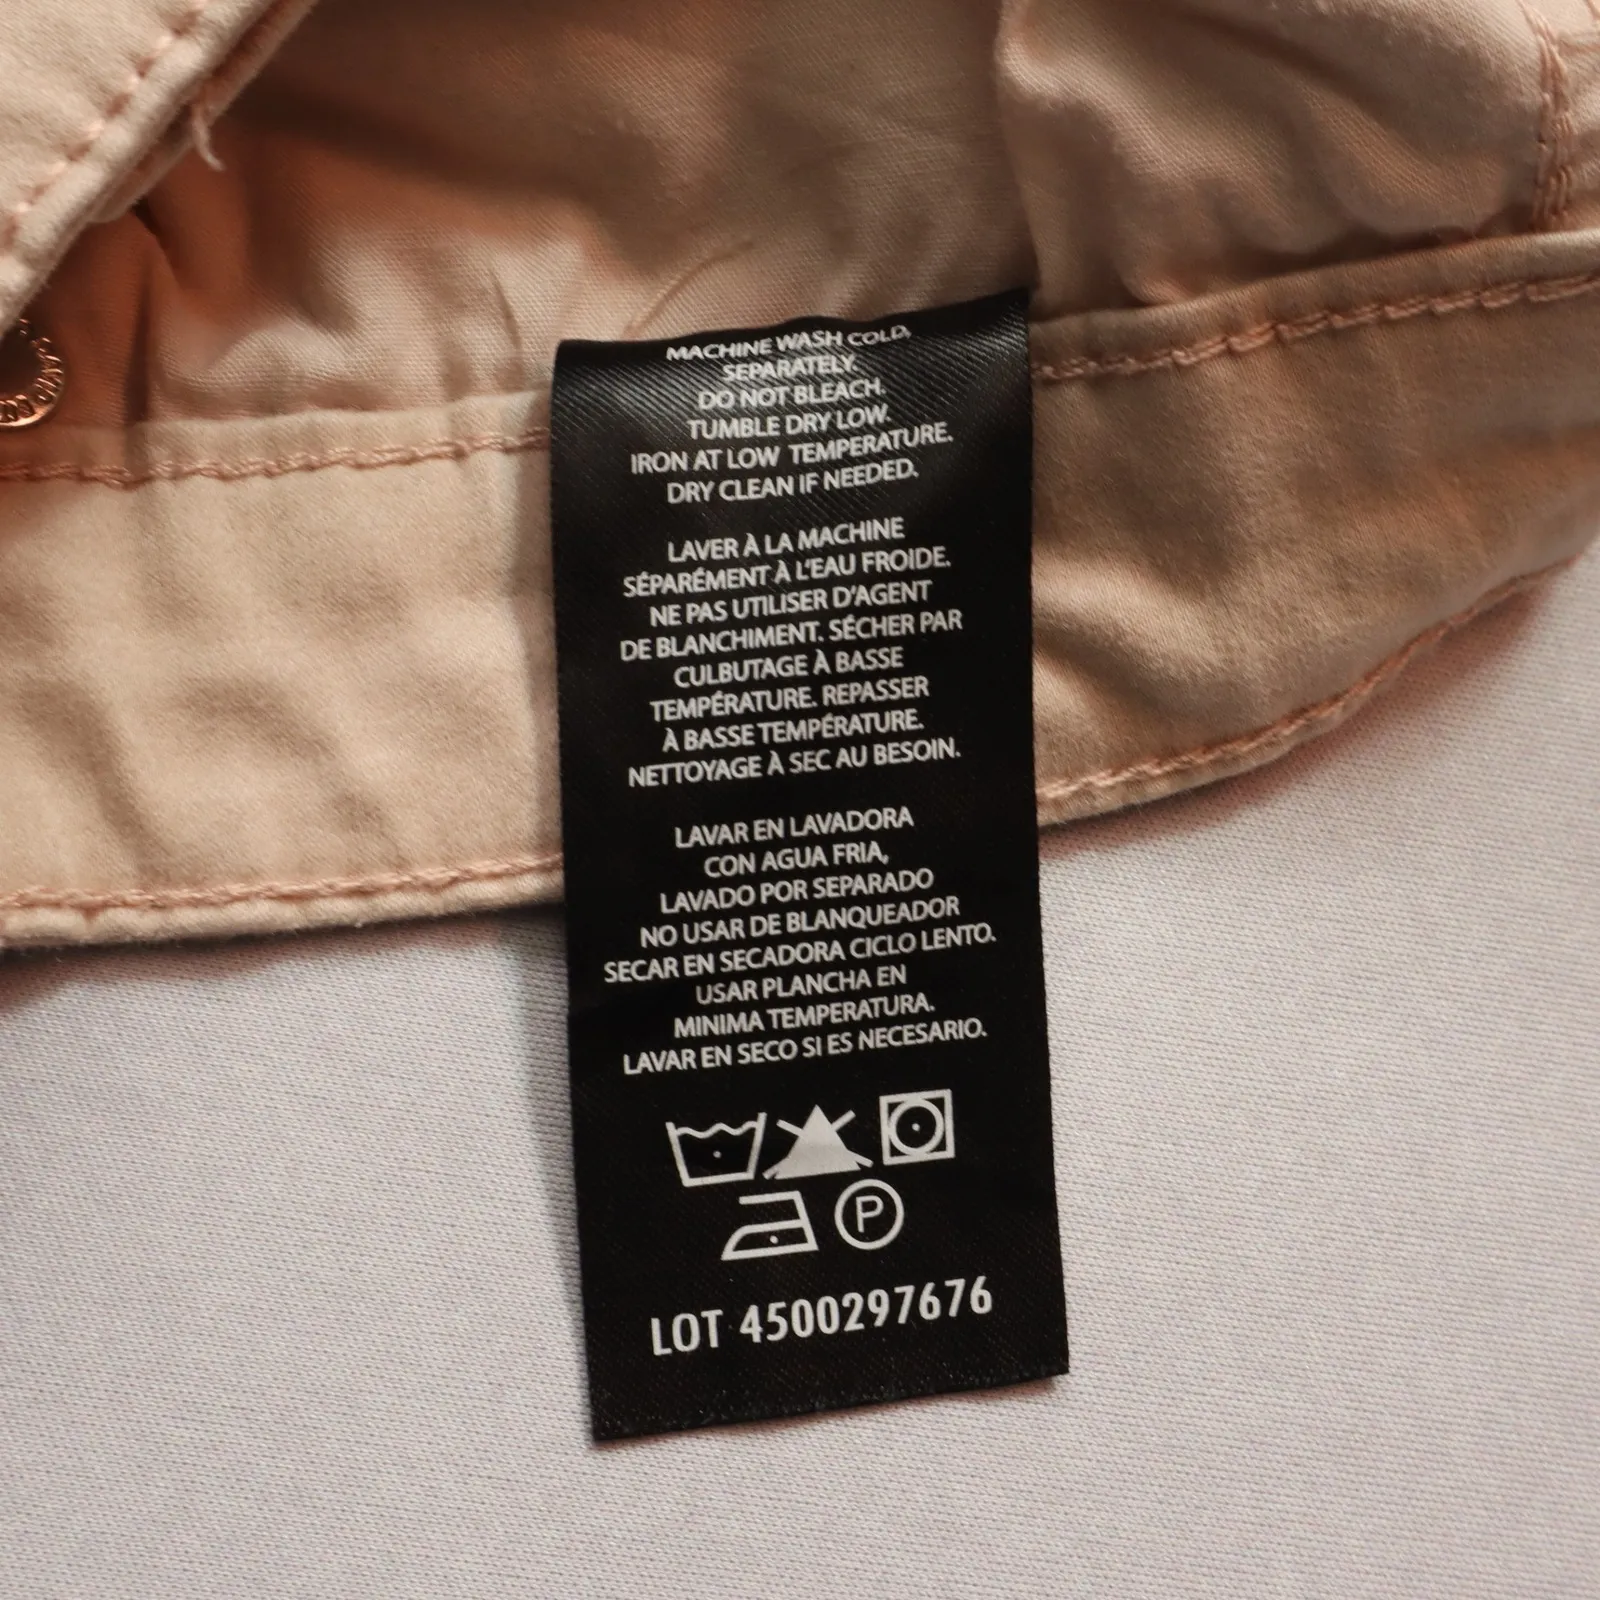 MACHINE WASH COLD,
SEPARATELY.
DO NOT BLEACH.
TUMBLE DRY LOW.
IRON AT LOW TEMPERATURE.
DRY CLEAN IF NEEDED.
LAVER À LA MACHINE
SÉPARÉMENT À L'EAU FROIDE.
NE PAS UTILISER D'AGENT
DE BLANCHIMENT. SÉCHER PAR
CULBUTAGE À BASSE
TEMPÉRATURE. REPASSER
À BASSE TEMPÉRATURE.
NETTOYAGE À SEC AU BESOIN.
LAVAR EN LAVADORA
CON AGUA FRIA,
LAVADO POR SEPARADO
NO USAR DE BLANQUEADOR
SECAR EN SECADORA CICLO LENTO.
USAR PLANCHA EN
MINIMA TEMPERATURA.
LAVAR EN SECO SI ES NECESARIO.
P
LOT 4500297676